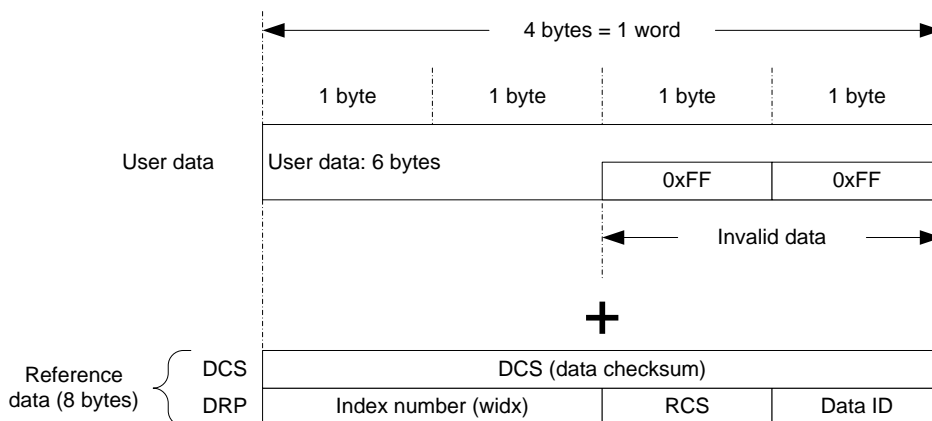 4 bytes = 1 word
1 byte 1 byte 1 byte 1 byte
User data User data: 6 bytes
0xFF 0xFF
Invalid data
+
Reference data (8 bytes)
DCS DCS (data checksum)
DRP Index number (widx) RCS Data ID